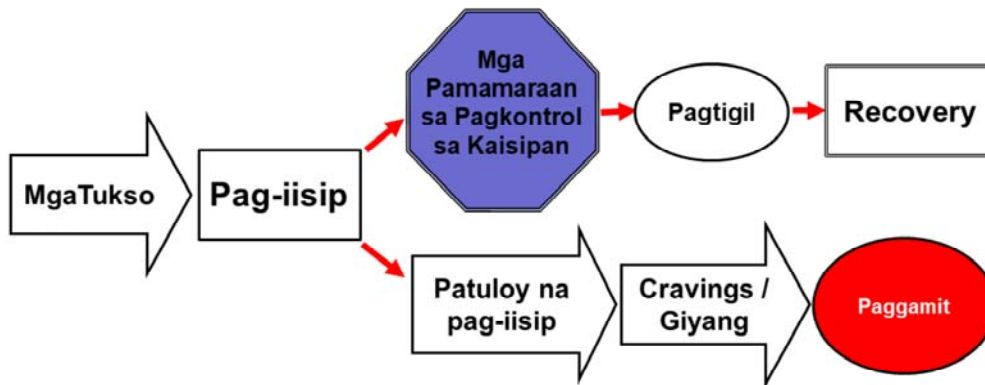 MgaTukso
Pag-iisip
Mga
Pamamaraan
sa Pagkontrol
sa Kaisipan
Pagtigil
Recovery
Patuloy na
pag-iisip
Cravings /
Giyang
Paggamit